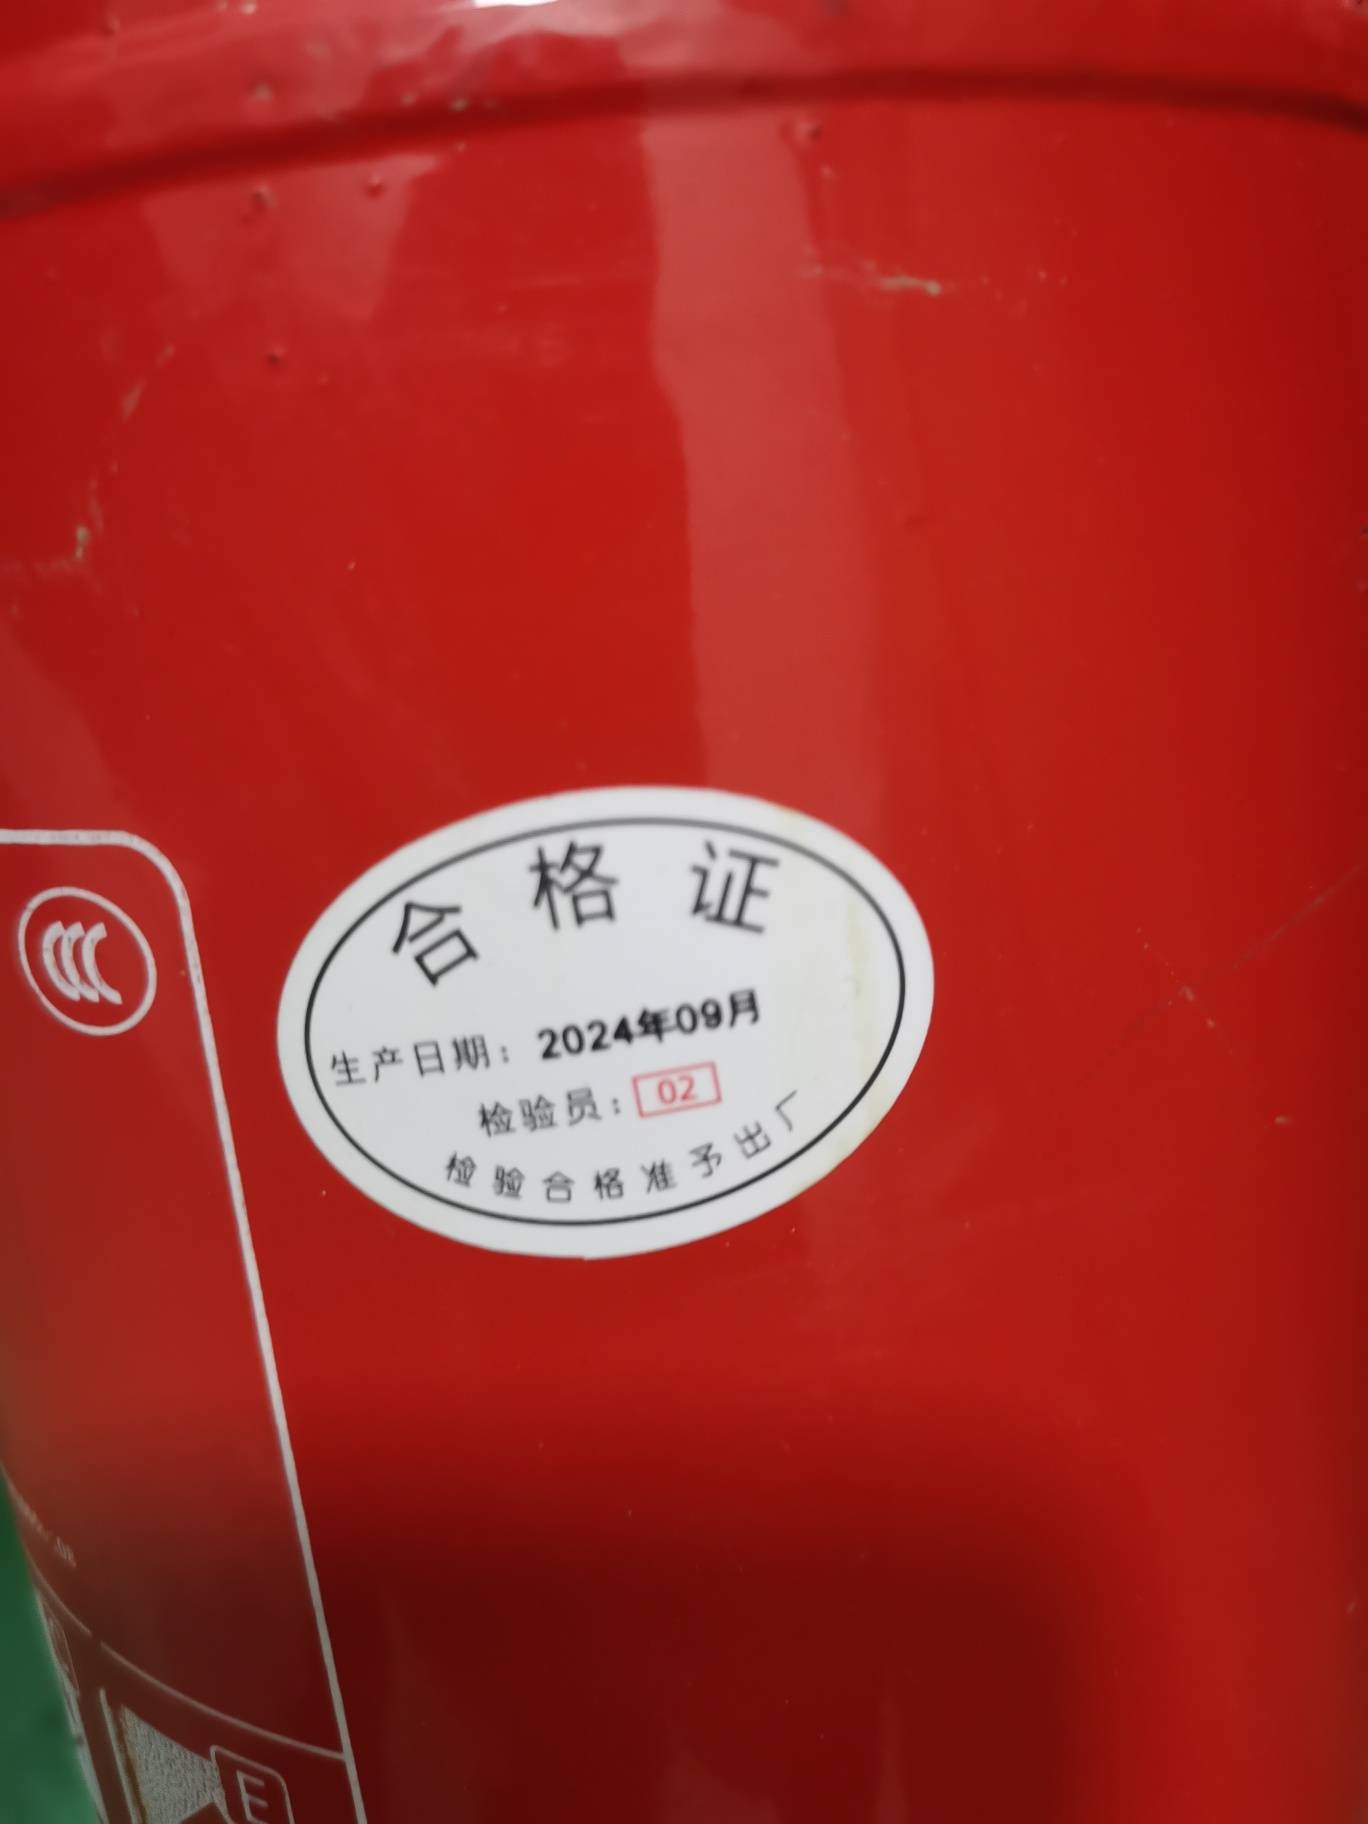 合格证
生产日期：2024年09月
检验员：02
检验合格准予出厂
CCC
E